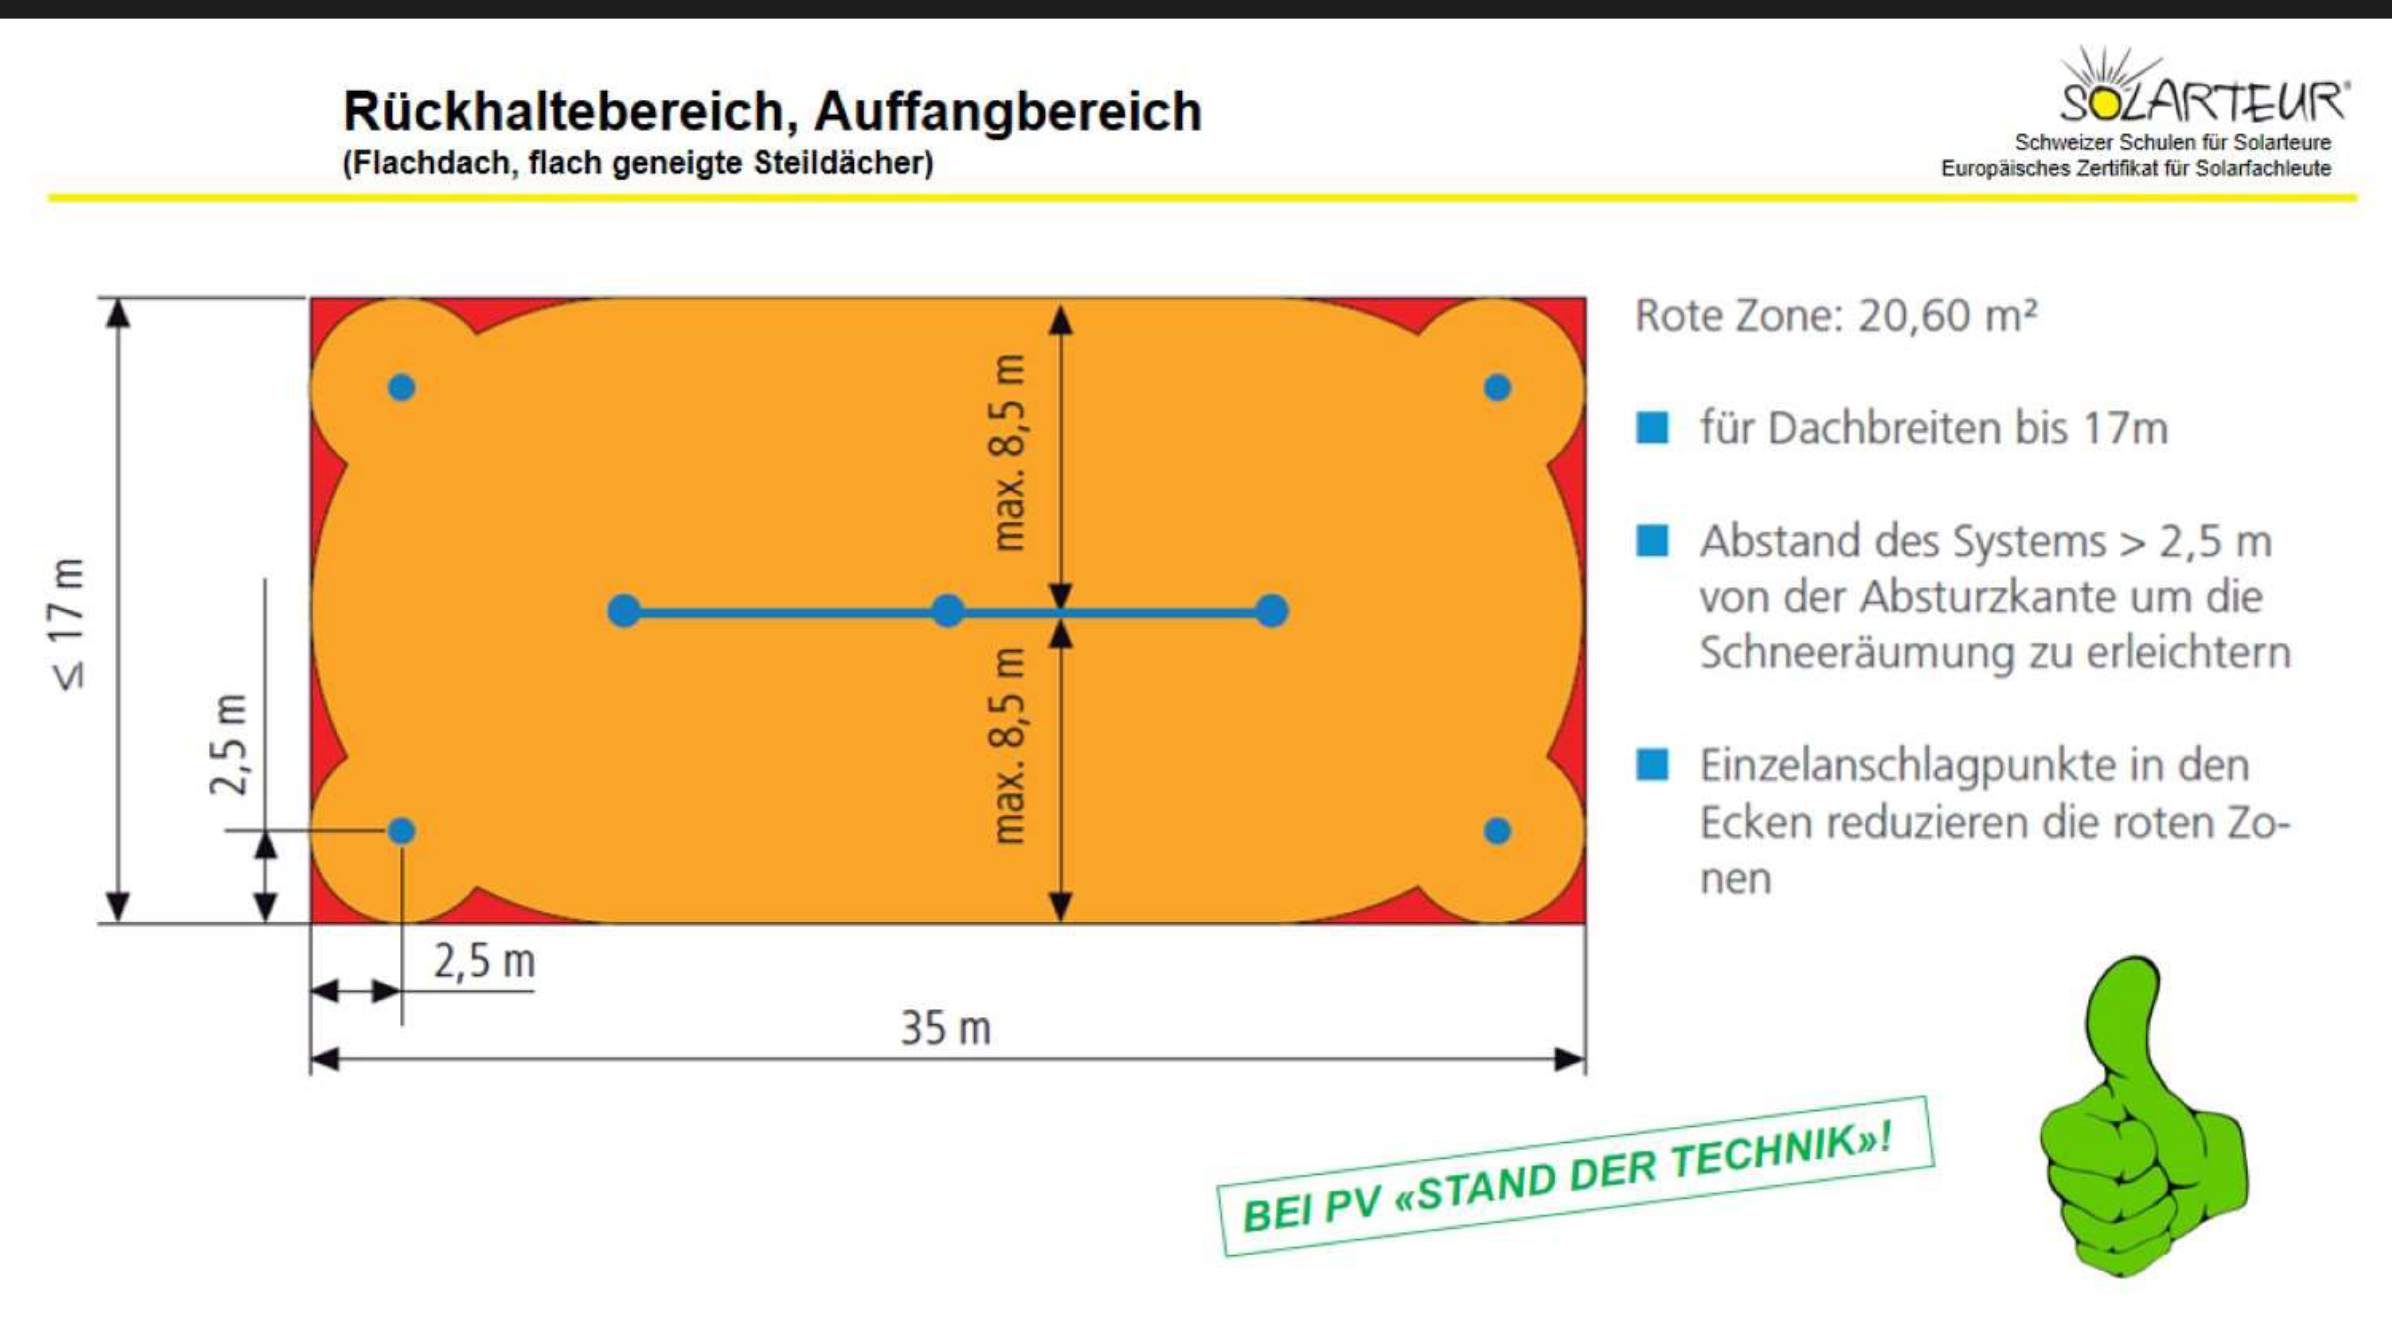 Rückhaltebereich, Auffangbereich
(Flachdach, flach geneigte Steildächer)
SOLARTEUR®
Schweizer Schulen für Solarteure
Europäisches Zertifikat für Solarfachleute
≤ 17 m
2,5 m
max. 8,5 m
max. 8,5 m
2,5 m
35 m
Rote Zone: 20,60 m²
für Dachbreiten bis 17m
Abstand des Systems > 2,5 m
von der Absturzkante um die
Schneeräumung zu erleichtern
Einzelanschlagpunkte in den
Ecken reduzieren die roten Zo-
nen
BEI PV «STAND DER TECHNIK»!